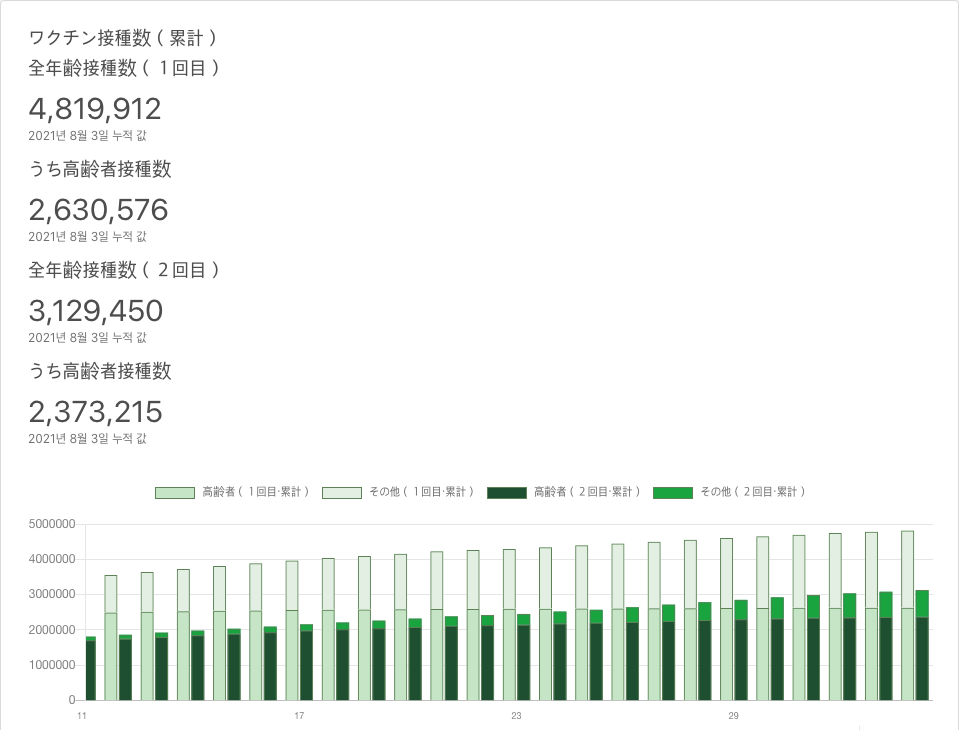 ワクチン接種数（累計）
全年齢接種数（１回目）
4,819,912
2021년 8월 3일 누적 값
うち高齢者接種数
2,630,576
2021년 8월 3일 누적 값
全年齢接種数（２回目）
3,129,450
2021년 8월 3일 누적 값
うち高齢者接種数
2,373,215
2021년 8월 3일 누적 값
高齢者（１回目·累計） その他（１回目·累計） 高齢者（２回目·累計） その他（２回目·累計）
5000000
4000000
3000000
2000000
1000000
0
11 17 23 29